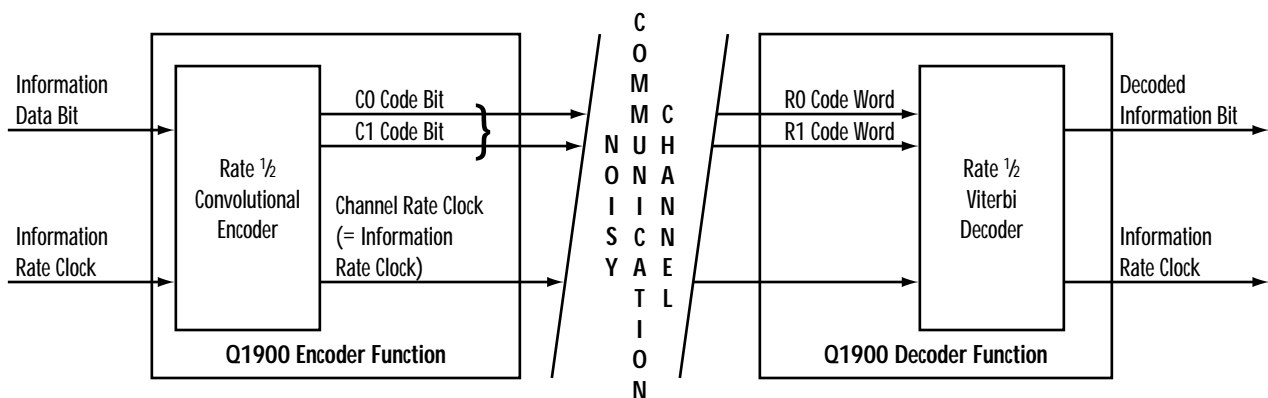 Information
Data Bit
Information
Rate Clock
Rate ½
Convolutional
Encoder
C0 Code Bit
C1 Code Bit
}
Channel Rate Clock
(= Information
Rate Clock)
Q1900 Encoder Function
NOISY
COMMUNICATION
CHANNEL
R0 Code Word
R1 Code Word
Rate ½
Viterbi
Decoder
Q1900 Decoder Function
Decoded
Information Bit
Information
Rate Clock